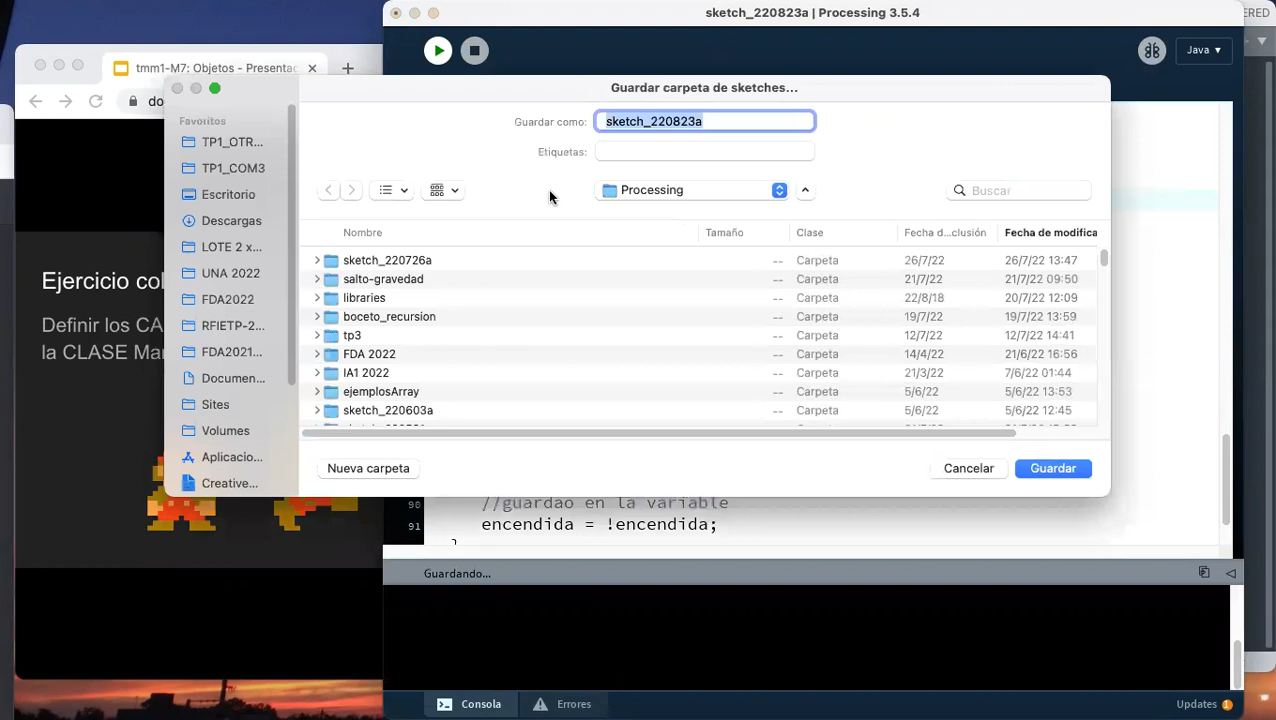 sketch_220823a | Processing 3.5.4
ERED
Java ▾
tmm1-M7: Objetos - Presentac
do
Guardar carpeta de sketches...
Guardar como: sketch_220823a
Etiquetas:
Processing
Buscar
Favoritos
TP1_OTR...
TP1_COM3
Escritorio
Descargas
LOTE 2 x...
UNA 2022
FDA2022
RFIETP-2...
FDA2021...
Documen...
Sites
Volumes
Aplicacio...
Creative...
Nombre Tamaño Clase Fecha d...clusión Fecha de modifica
sketch_220726a -- Carpeta 26/7/22 26/7/22 13:47
salto-gravedad -- Carpeta 21/7/22 21/7/22 09:50
libraries -- Carpeta 22/8/18 20/7/22 12:09
boceto_recursion -- Carpeta 19/7/22 19/7/22 13:59
tp3 -- Carpeta 12/7/22 12/7/22 14:41
FDA 2022 -- Carpeta 14/4/22 21/6/22 16:56
IA1 2022 -- Carpeta 21/3/22 7/6/22 01:44
ejemplosArray -- Carpeta 5/6/22 5/6/22 13:53
sketch_220603a -- Carpeta 5/6/22 5/6/22 12:45
Nueva carpeta Cancelar Guardar
Ejercicio col
Definir los CA
la CLASE Mar
90 //guardao en la variable
91 encendida = !encendida;
}
Guardando...
Consola Errores Updates 1